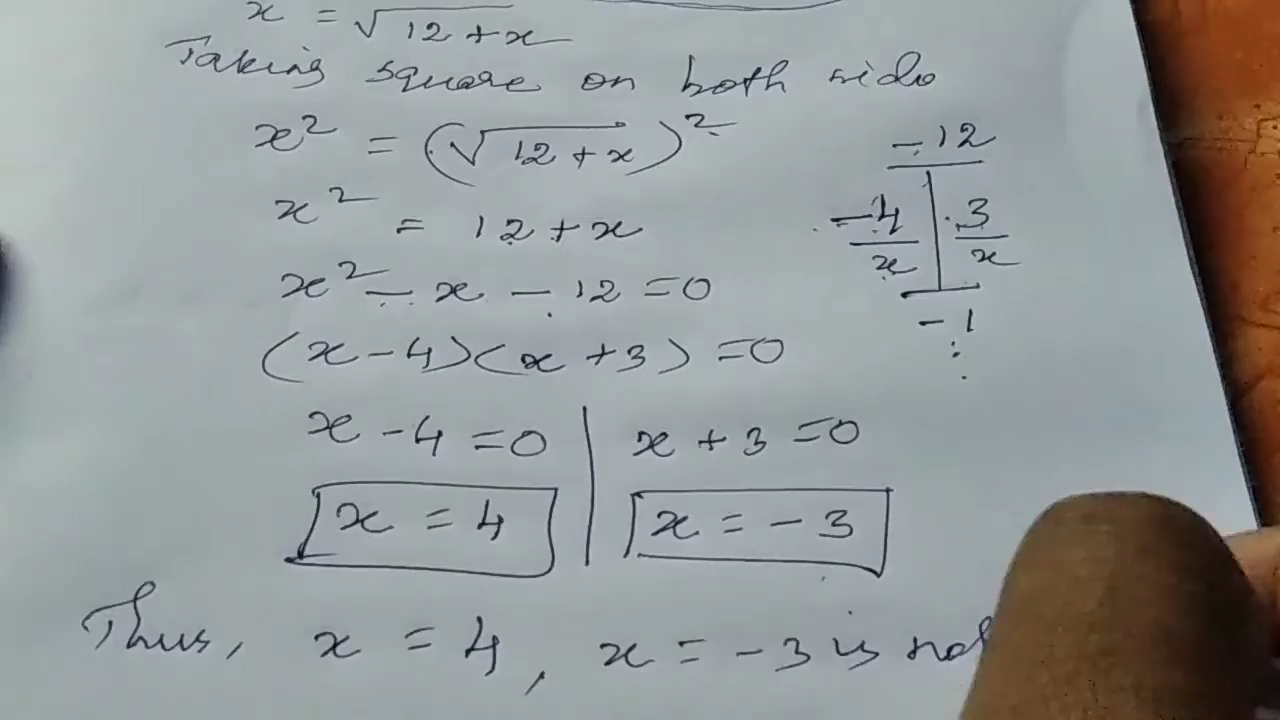 x = √12 + x
Taking square on both side
x² = (√12 + x)²
x² = 12 + x
x² - x - 12 = 0
(x - 4)(x + 3) = 0
x - 4 = 0 | x + 3 = 0
x = 4 | x = - 3
Thus, x = 4, x = - 3 is not
- 12
- 4 | 3
x | x
- 1